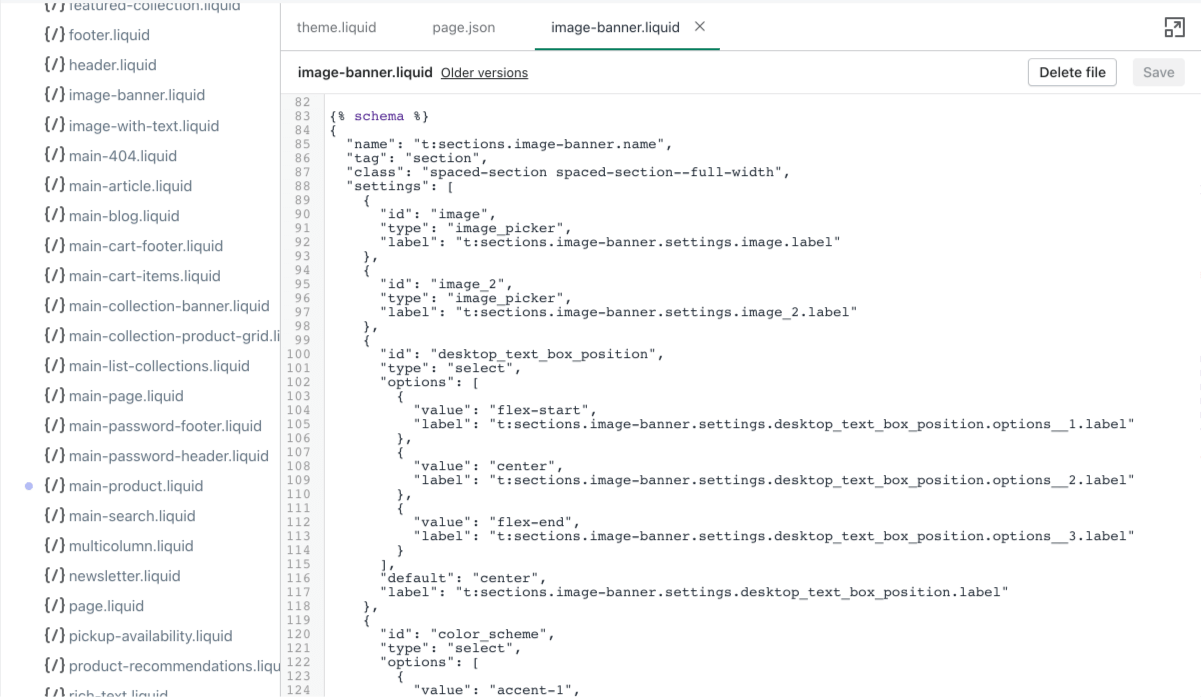 {/} featured-collection.liquid
{/} footer.liquid
{/} header.liquid
{/} image-banner.liquid
{/} image-with-text.liquid
{/} main-404.liquid
{/} main-article.liquid
{/} main-blog.liquid
{/} main-cart-footer.liquid
{/} main-cart-items.liquid
{/} main-collection-banner.liquid
{/} main-collection-product-grid.li
{/} main-list-collections.liquid
{/} main-page.liquid
{/} main-password-footer.liquid
{/} main-password-header.liquid
{/} main-product.liquid
{/} main-search.liquid
{/} multicolumn.liquid
{/} newsletter.liquid
{/} page.liquid
{/} pickup-availability.liquid
{/} product-recommendations.liqu
{/} rich-text.liquid
theme.liquid page.json image-banner.liquid ×
image-banner.liquid Older versions Delete file Save
82
83 {% schema %}
84 {
85 "name": "t:sections.image-banner.name",
86 "tag": "section",
87 "class": "spaced-section spaced-section--full-width",
88 "settings": [
89 {
90 "id": "image",
91 "type": "image_picker",
92 "label": "t:sections.image-banner.settings.image.label"
93 },
94 {
95 "id": "image_2",
96 "type": "image_picker",
97 "label": "t:sections.image-banner.settings.image_2.label"
98 },
99 {
100 "id": "desktop_text_box_position",
101 "type": "select",
102 "options": [
103 {
104 "value": "flex-start",
105 "label": "t:sections.image-banner.settings.desktop_text_box_position.options__1.label"
106 },
107 {
108 "value": "center",
109 "label": "t:sections.image-banner.settings.desktop_text_box_position.options__2.label"
110 },
111 {
112 "value": "flex-end",
113 "label": "t:sections.image-banner.settings.desktop_text_box_position.options__3.label"
114 }
115 ],
116 "default": "center",
117 "label": "t:sections.image-banner.settings.desktop_text_box_position.label"
118 },
119 {
120 "id": "color_scheme",
121 "type": "select",
122 "options": [
123 {
124 "value": "accent-1",